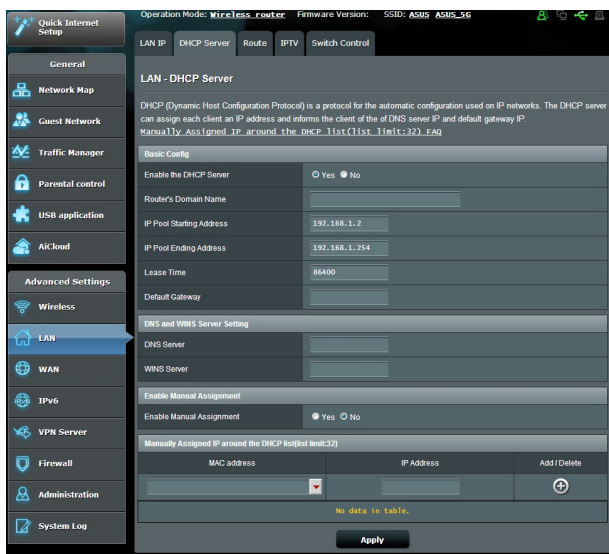 Quick Internet
Setup
General
Network Map
Guest Network
Traffic Manager
Parental control
USB application
AiCloud
Advanced Settings
Wireless
LAN
WAN
IPv6
VPN Server
Firewall
Administration
System Log
Operation Mode: Wireless router Firmware Version: SSID: ASUS ASUS_5G
LAN IP DHCP Server Route IPTV Switch Control
LAN - DHCP Server
DHCP (Dynamic Host Configuration Protocol) is a protocol for the automatic configuration used on IP networks. The DHCP server
can assign each client an IP address and informs the client of the of DNS server IP and default gateway
IP.
Manually Assigned IP around the DHCP list(list limit:32) FAQ
Basic Config
Enable the DHCP Server Yes No
Router's Domain Name
IP Pool Starting Address 192.168.1.2
IP Pool Ending Address 192.168.1.254
Lease Time 86400
Default Gateway
DNS and WINS Server Setting
DNS Server
WINS Server
Enable Manual Assignment
Enable Manual Assignment Yes No
Manually Assigned IP around the DHCP list(list limit:32)
MAC address IP Address Add / Delete
No data in table.
Apply